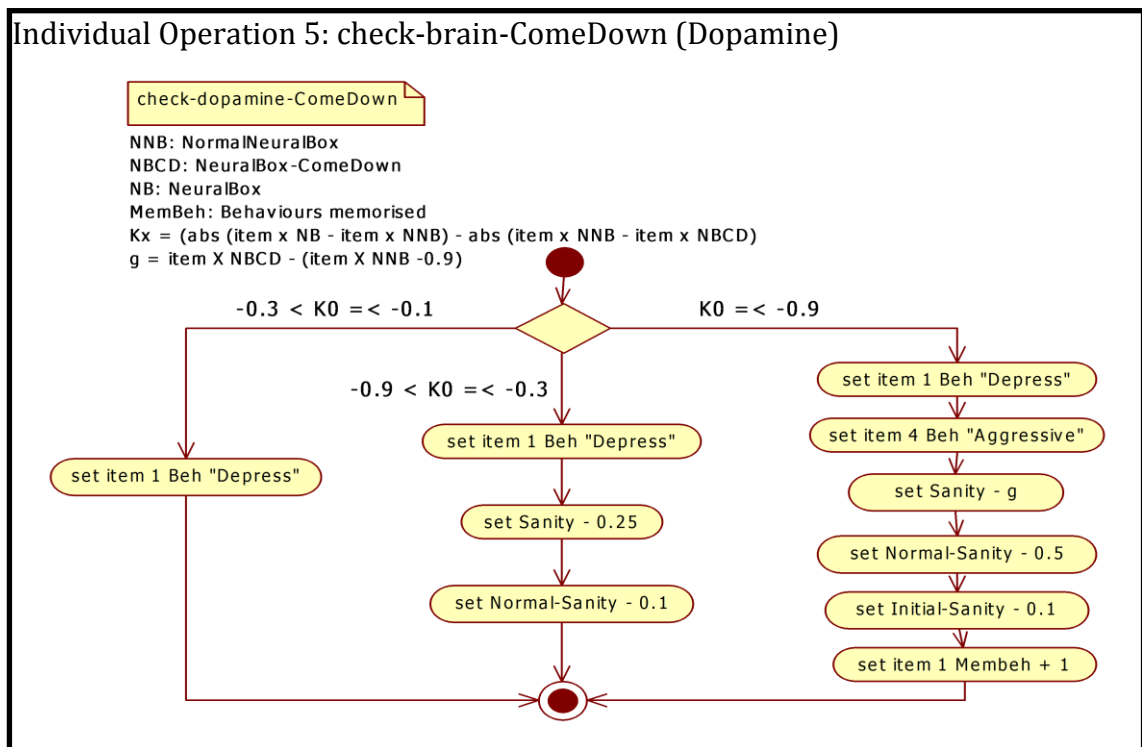 Individual Operation 5: check-brain-ComeDown (Dopamine)
check-dopamine-ComeDown
NNB: NormalNeuralBox
NBCD: NeuralBox-ComeDown
NB: NeuralBox
MemBeh: Behaviours memorised
Kx = (abs (item x NB - item x NNB) - abs (item x NNB - item x NBCD)
g = item X NBCD - (item X NNB -0.9)
-0.3 < K0 =< -0.1
K0 =< -0.9
-0.9 < K0 =< -0.3
set item 1 Beh "Depress"
set item 1 Beh "Depress"
set Sanity - 0.25
set Normal-Sanity - 0.1
set item 1 Beh "Depress"
set item 4 Beh "Aggressive"
set Sanity - g
set Normal-Sanity - 0.5
set Initial-Sanity - 0.1
set item 1 Membeh + 1